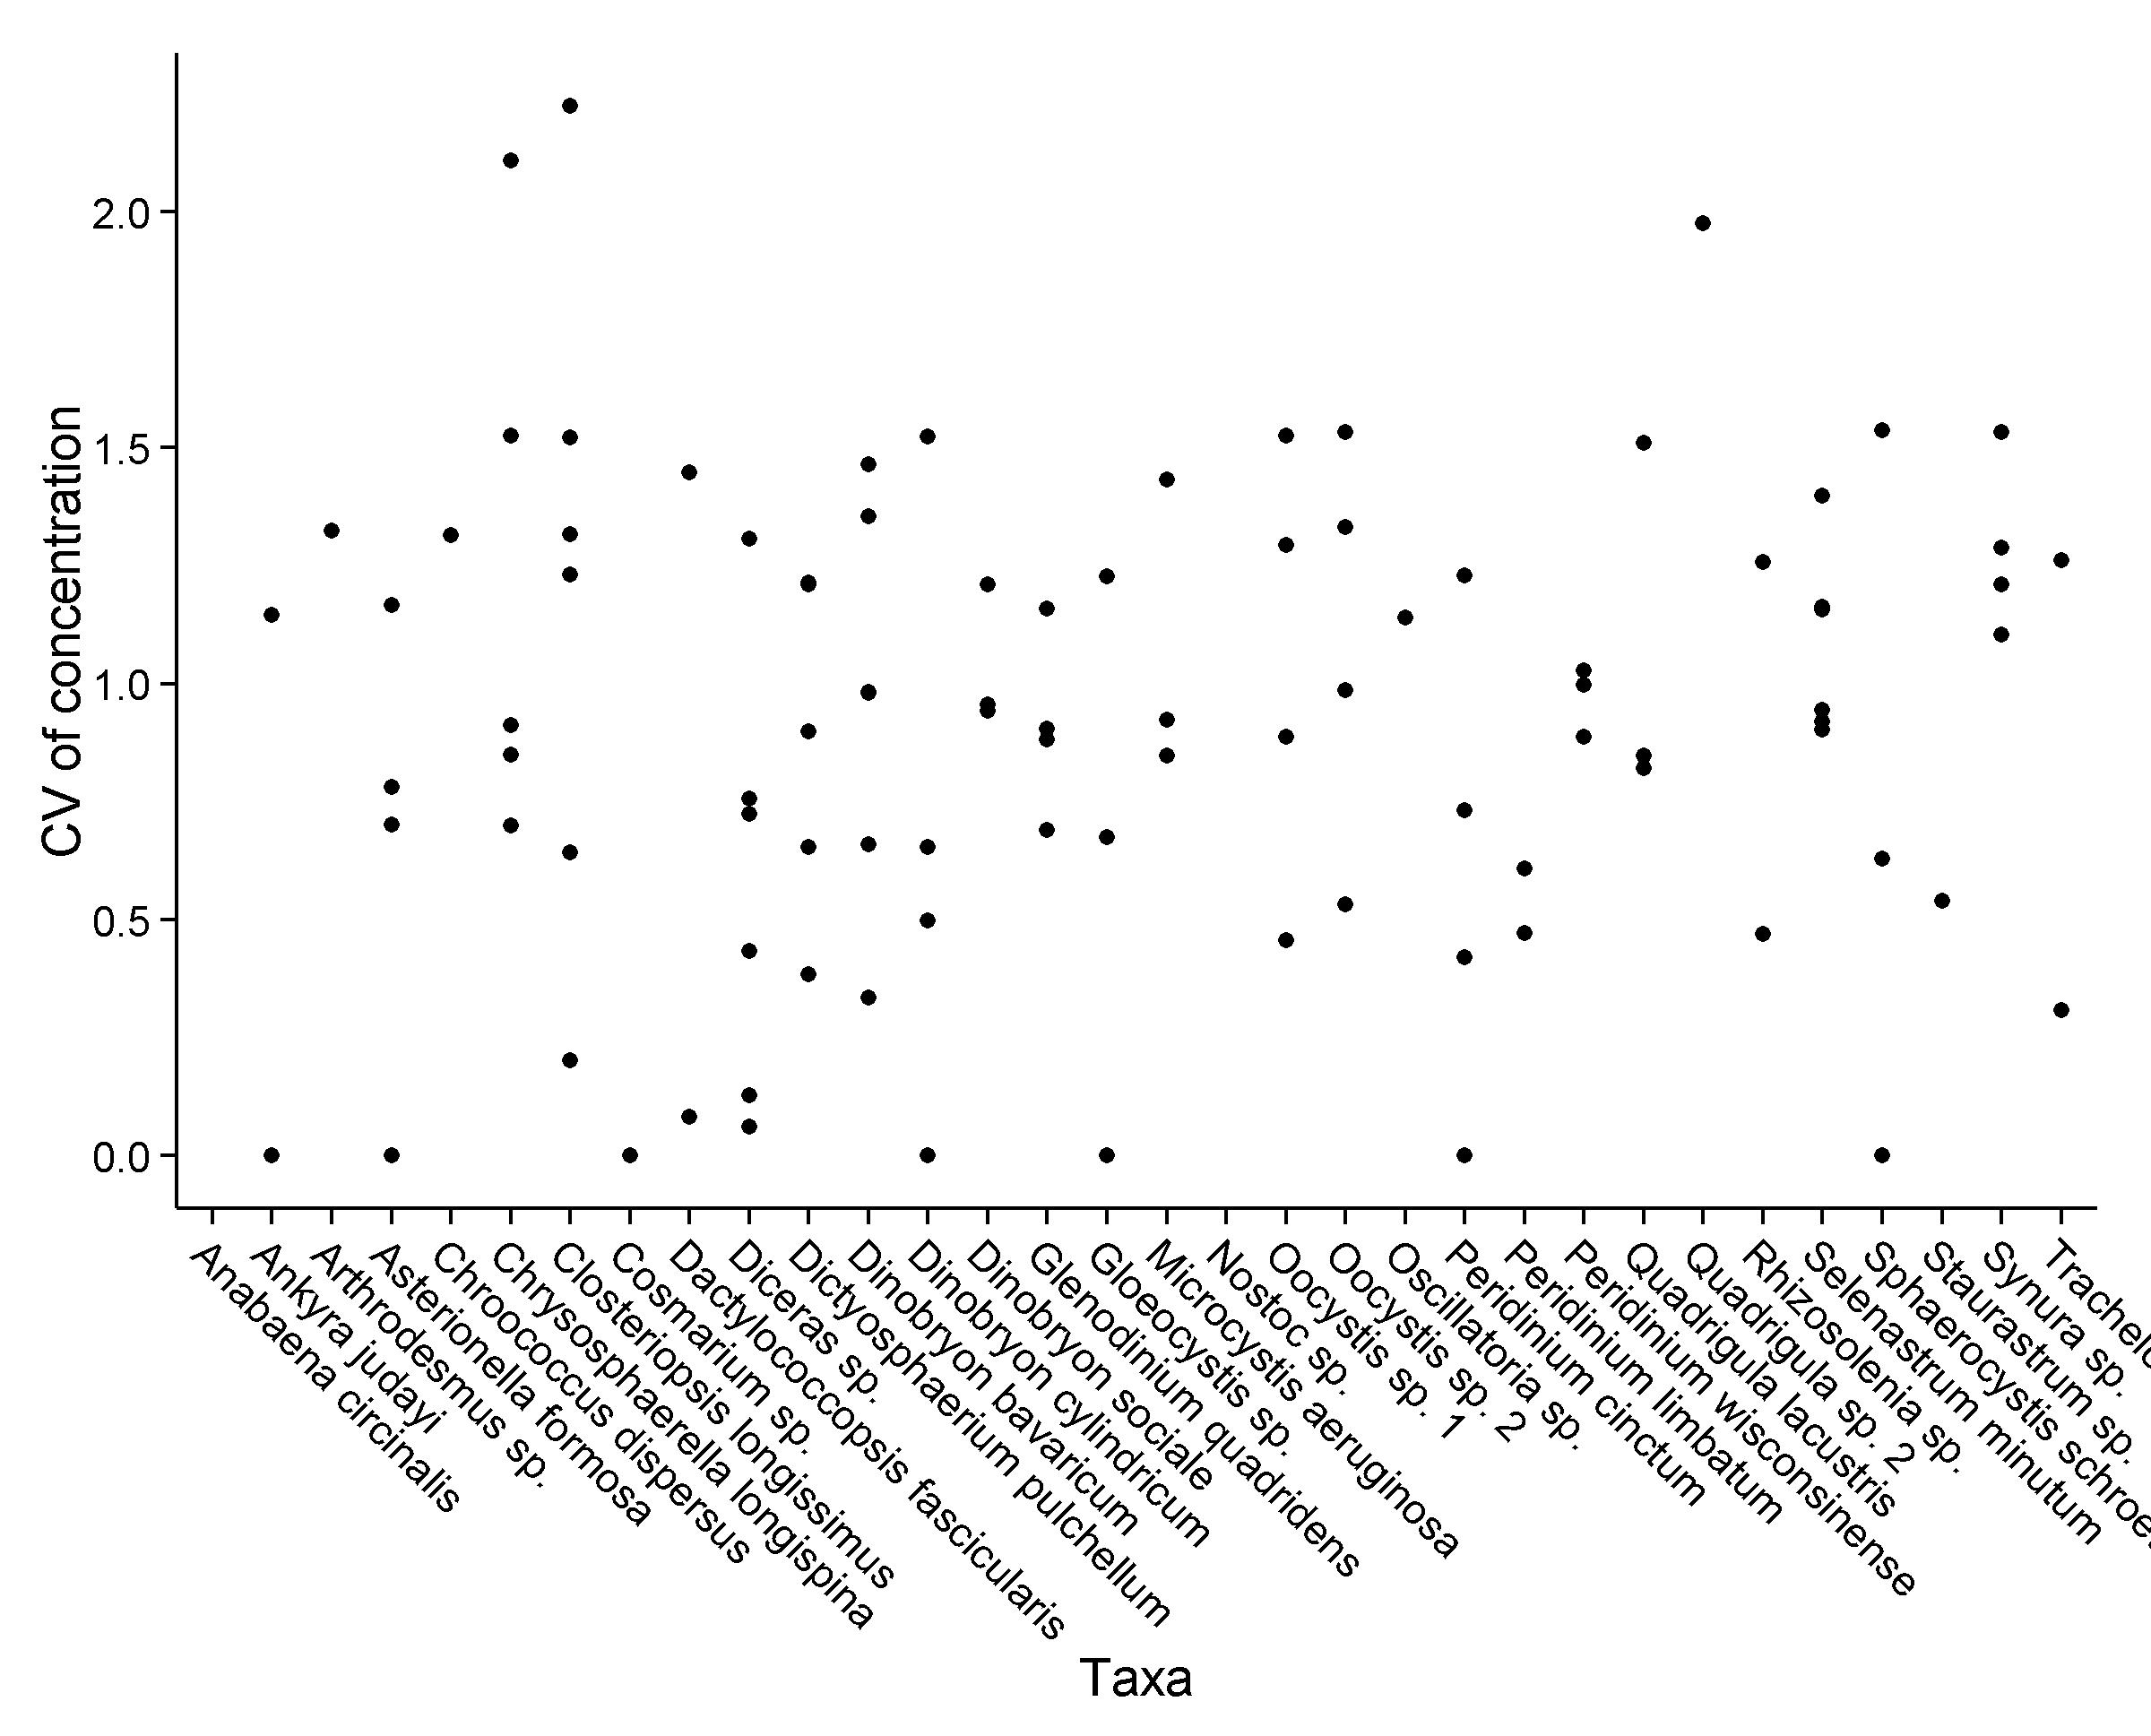 CV of concentration
2.0
1.5
1.0
0.5
0.0
Anabaena circinalis
Ankyra judayi
Arthrodesmus sp.
Asterionella formosa
Chroococcus dispersus
Chrysosphaerella longispina
Closteriopsis longissimus
Cosmarium sp.
Dactylococcopsis fascicularis
Diceras sp.
Dictyosphaerium pulchellum
Dinobryon bavaricum
Dinobryon cylindricum
Dinobryon sociale
Glenodinium quadridens
Gloeocystis sp.
Microcystis aeruginosa
Nostoc sp.
Oocystis sp. 1
Oocystis sp. 2
Oscillatoria sp.
Peridinium cinctum
Peridinium limbatum
Peridinium wisconsinense
Quadrigula lacustris
Quadrigula sp. 2
Rhizosolenia sp.
Selenastrum minutum
Sphaerocystis schroe
Staurastrum sp.
Synura sp.
Trachelo
Taxa